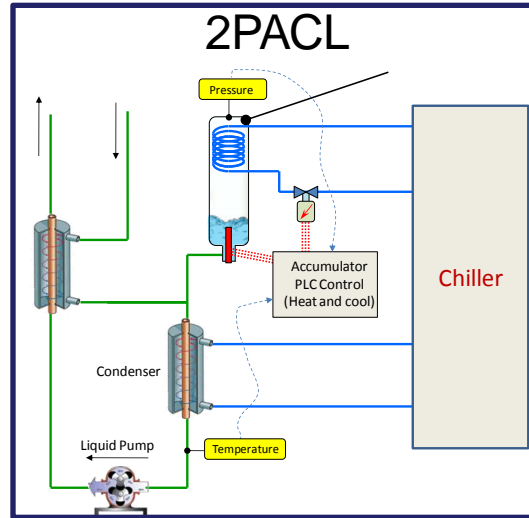 2PACL
Pressure
Accumulator
PLC Control
(Heat and cool)
Chiller
Condenser
Liquid Pump
Temperature